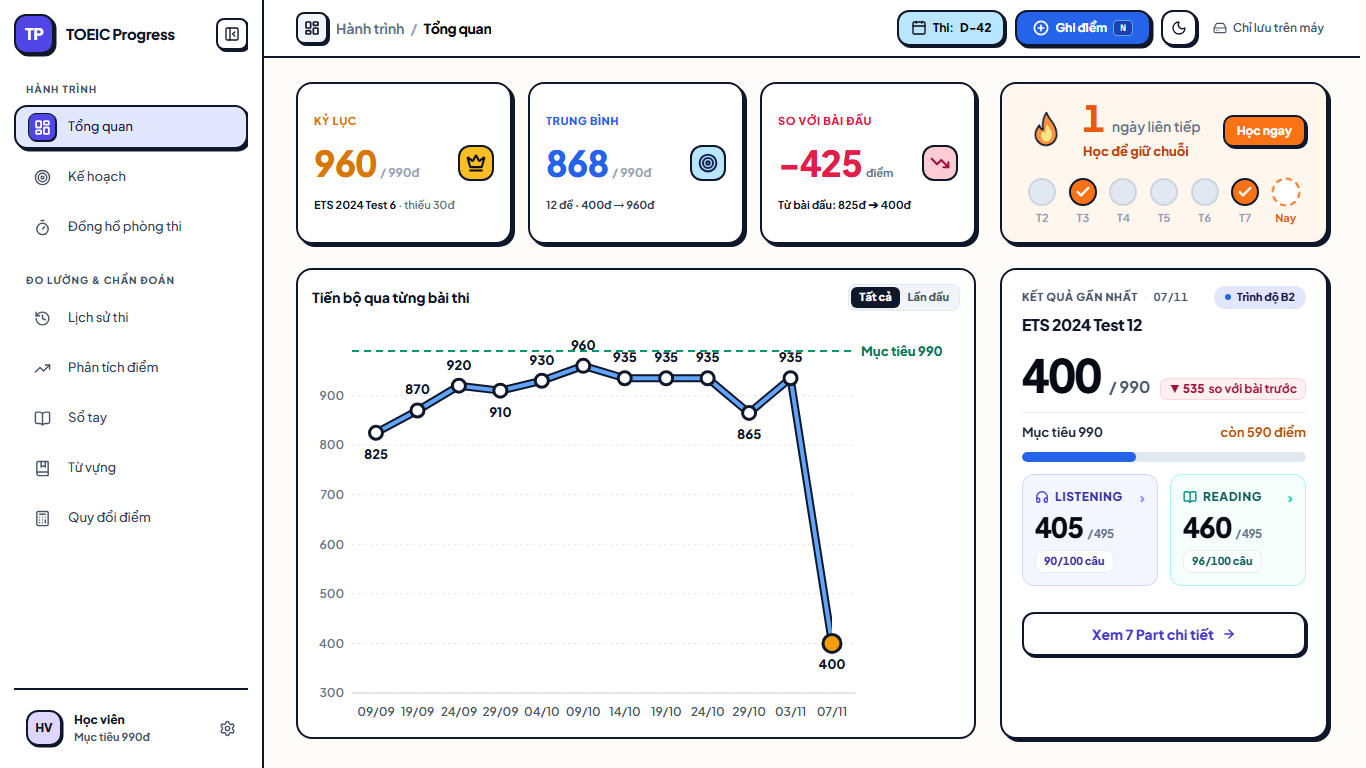 TP TOEIC Progress
HÀNH TRÌNH
Tổng quan
Kế hoạch
Đồng hồ phòng thi
ĐO LƯỜNG & CHẨN ĐOÁN
Lịch sử thi
Phân tích điểm
Sổ tay
Từ vựng
Quy đổi điểm
HV Học viên
Mục tiêu 990đ
Hành trình / Tổng quan
Thi: D-42
Ghi điểm N
Chỉ lưu trên máy
KỶ LỤC
960 / 990đ
ETS 2024 Test 6 · thiếu 30đ
TRUNG BÌNH
868 / 990đ
12 đề · 400đ → 960đ
SO VỚI BÀI ĐẦU
−425 điểm
Từ bài đầu: 825đ ➔ 400đ
1 ngày liên tiếp
Học để giữ chuỗi
Học ngay
T2 T3 T4 T5 T6 T7 Nay
Tiến bộ qua từng bài thi
Tất cả Lần đầu
Mục tiêu 990
900
800
700
600
500
400
300
825
870
920
910
930
960
935
935
935
865
935
400
09/09 19/09 24/09 29/09 04/10 09/10 14/10 19/10 24/10 29/10 03/11 07/11
KẾT QUẢ GẦN NHẤT · 07/11
Trình độ B2
ETS 2024 Test 12
400 / 990
▼ 535 so với bài trước
Mục tiêu 990 còn 590 điểm
LISTENING ›
405 /495
90/100 câu
READING ›
460 /495
96/100 câu
Xem 7 Part chi tiết →